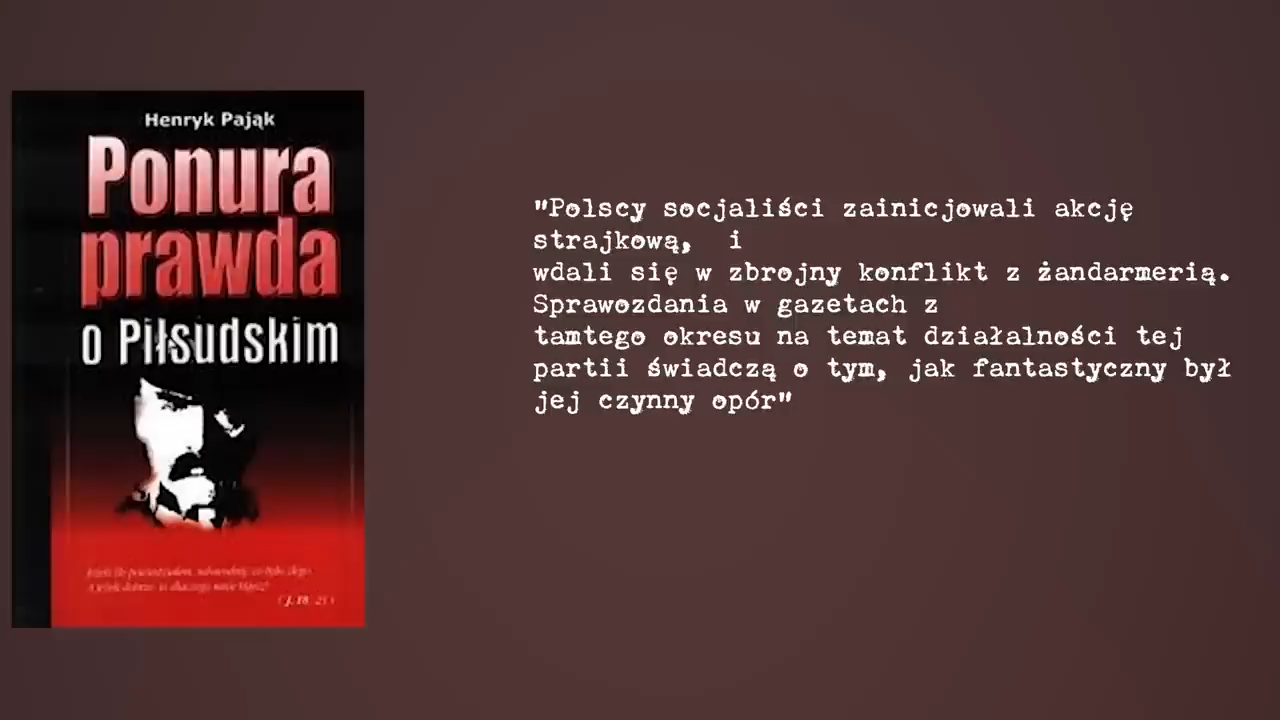 Henryk Pająk
Ponura
prawda
o Piłsudskim
"Polscy socjaliści zainicjowali akcję
strajkową, i
wdali się w zbrojny konflikt z żandarmerią.
Sprawozdania w gazetach z
tamtego okresu na temat działalności tej
partii świadczą o tym, jak fantastyczny był
jej czynny opór"